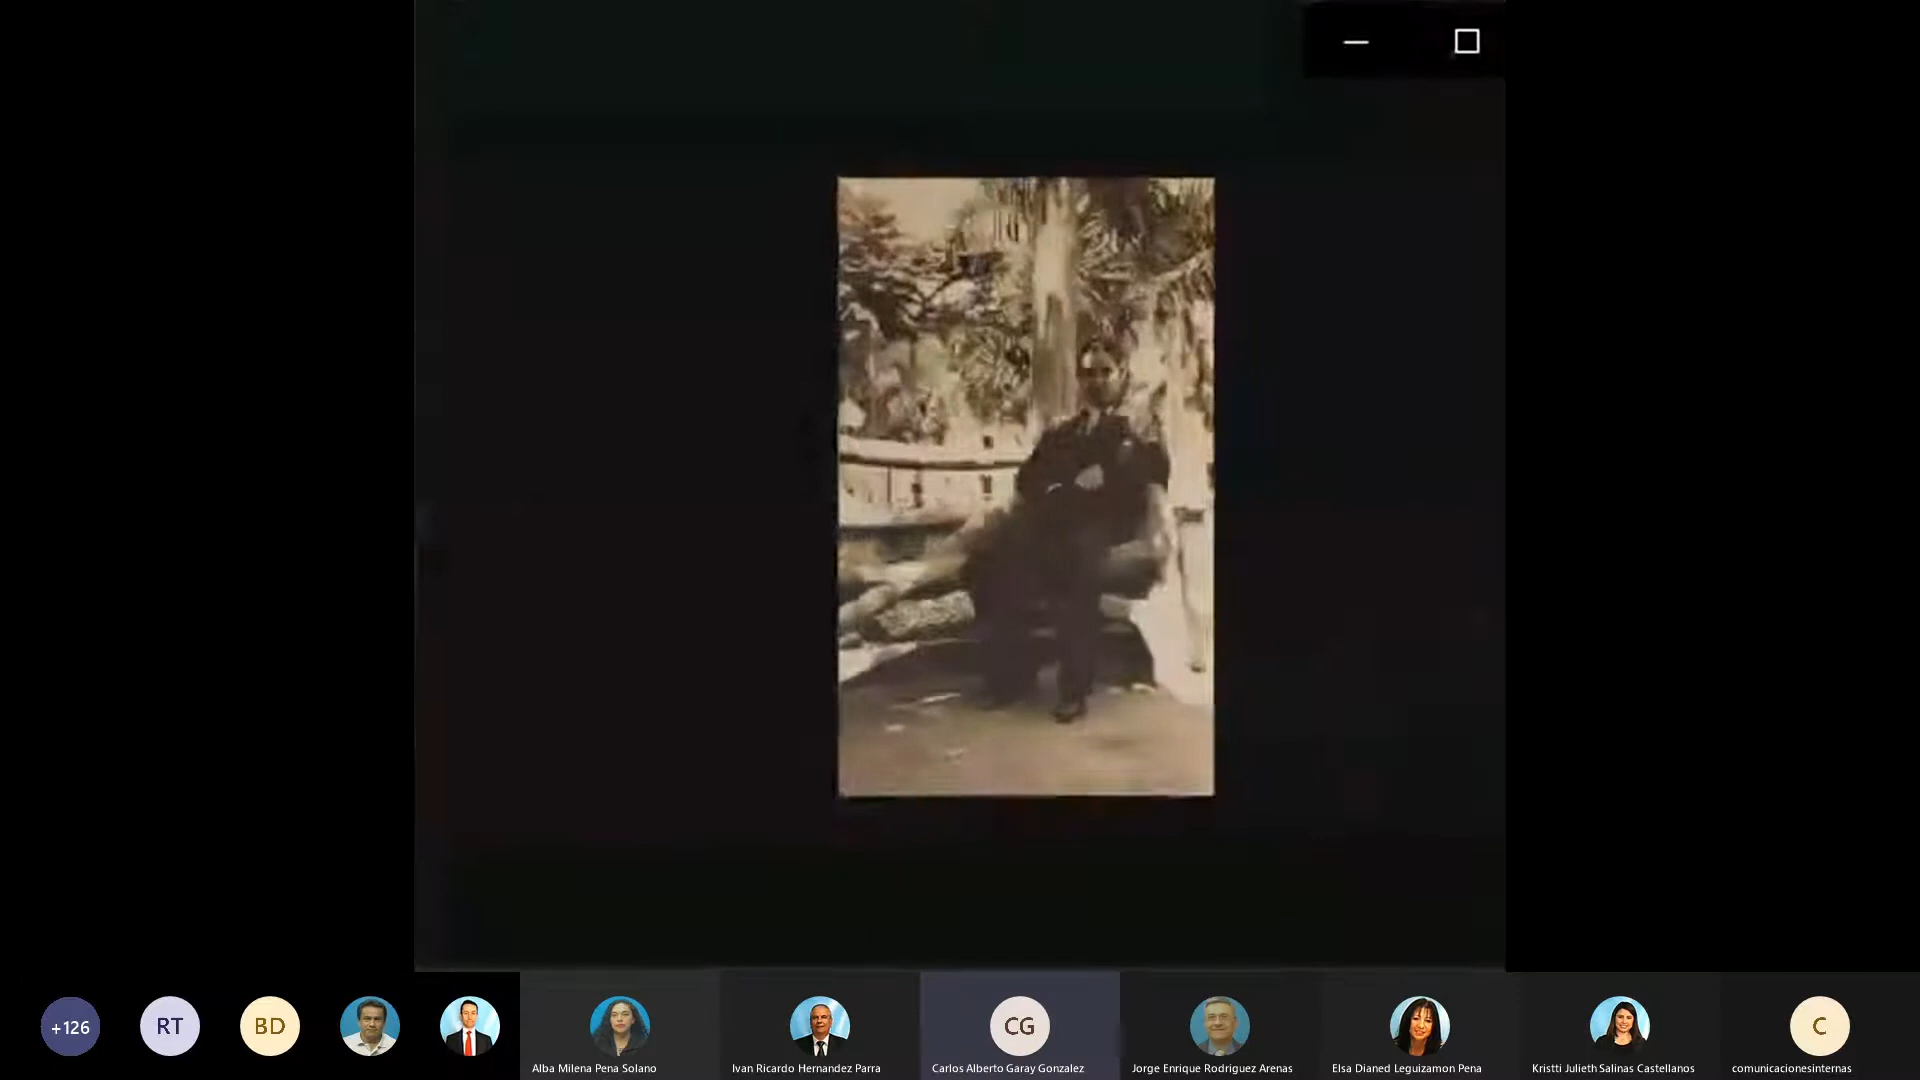 +126
RT
BD
CG
C
Alba Milena Pena Solano
Ivan Ricardo Hernandez Parra
Carlos Alberto Garay Gonzalez
Jorge Enrique Rodriguez Arenas
Elsa Dianed Leguizamon Pena
Kristti Julieth Salinas Castellanos
comunicacionesinternas